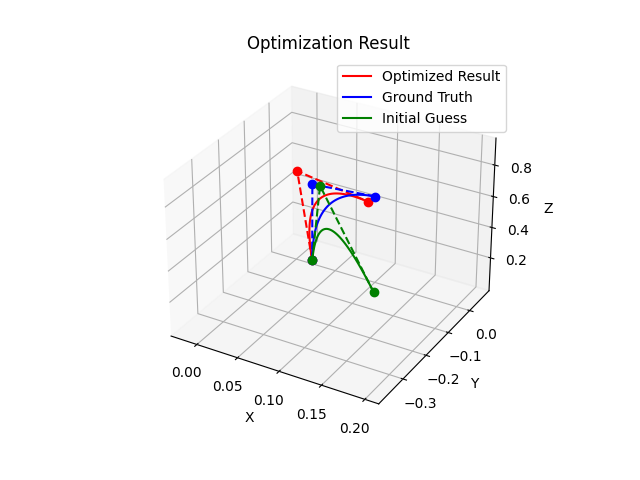 Optimization Result
Optimized Result
Ground Truth
Initial Guess
0.8
0.6
0.4
0.2
Z
0.0
−0.1
−0.2
−0.3
Y
0.00
0.05
0.10
0.15
0.20
X